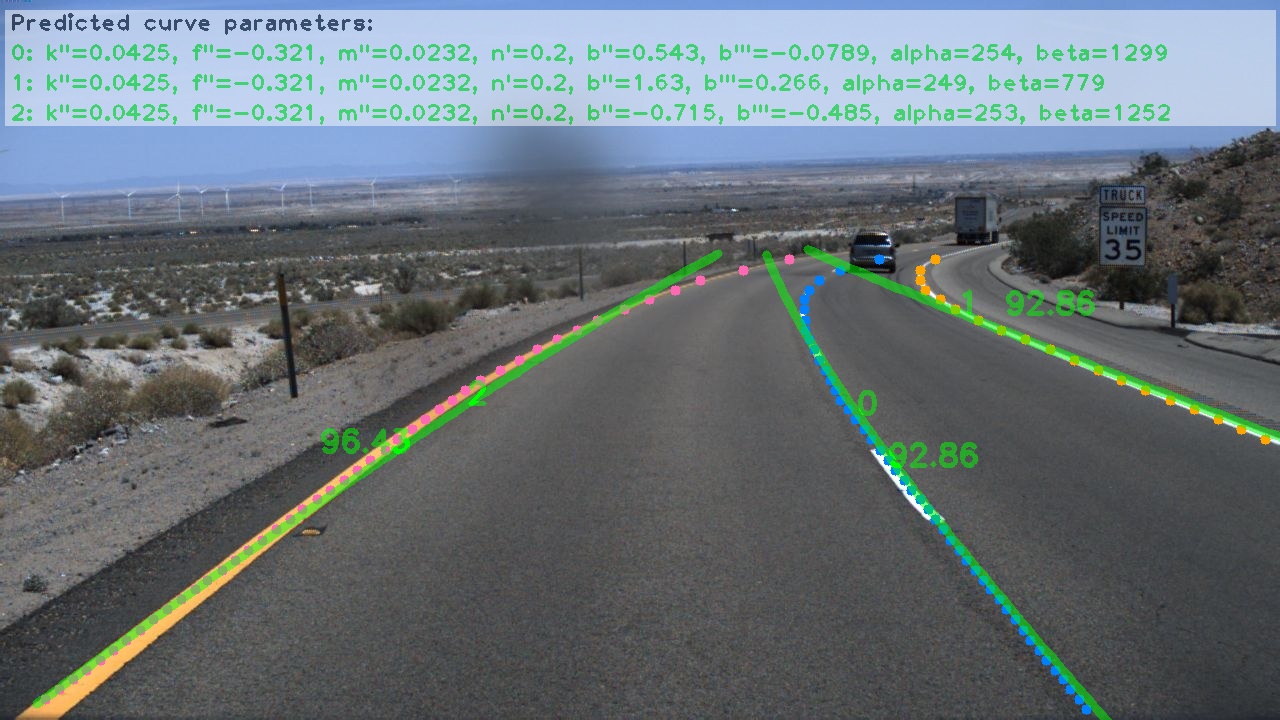 Predicted curve parameters:
0: k''=0.0425, f''=-0.321, m''=0.0232, n'=0.2, b''=0.543, b'''=-0.0789, alpha=254, beta=1299
1: k''=0.0425, f''=-0.321, m''=0.0232, n'=0.2, b''=1.63, b'''=0.266, alpha=249, beta=779
2: k''=0.0425, f''=-0.321, m''=0.0232, n'=0.2, b''=-0.715, b'''=-0.485, alpha=253, beta=1252
TRUCK
SPEED
LIMIT
35
1 92.86
0
92.86
96.43